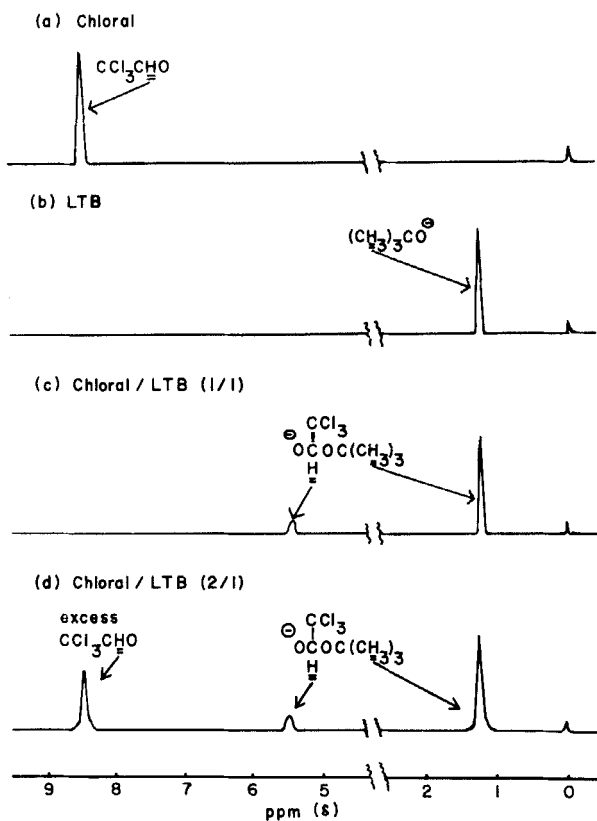 (a) Chloral
CCl3CHO
(b) LTB
(CH3)3CO⊖
(c) Chloral / LTB (1/1)
CCl3
⊖
OCOC(CH3)3
H
(d) Chloral / LTB (2/1)
excess
CCl3CHO
CCl3
⊖
OCOC(CH3)3
H
9 8 7 6 5 2 1 0
ppm (δ)